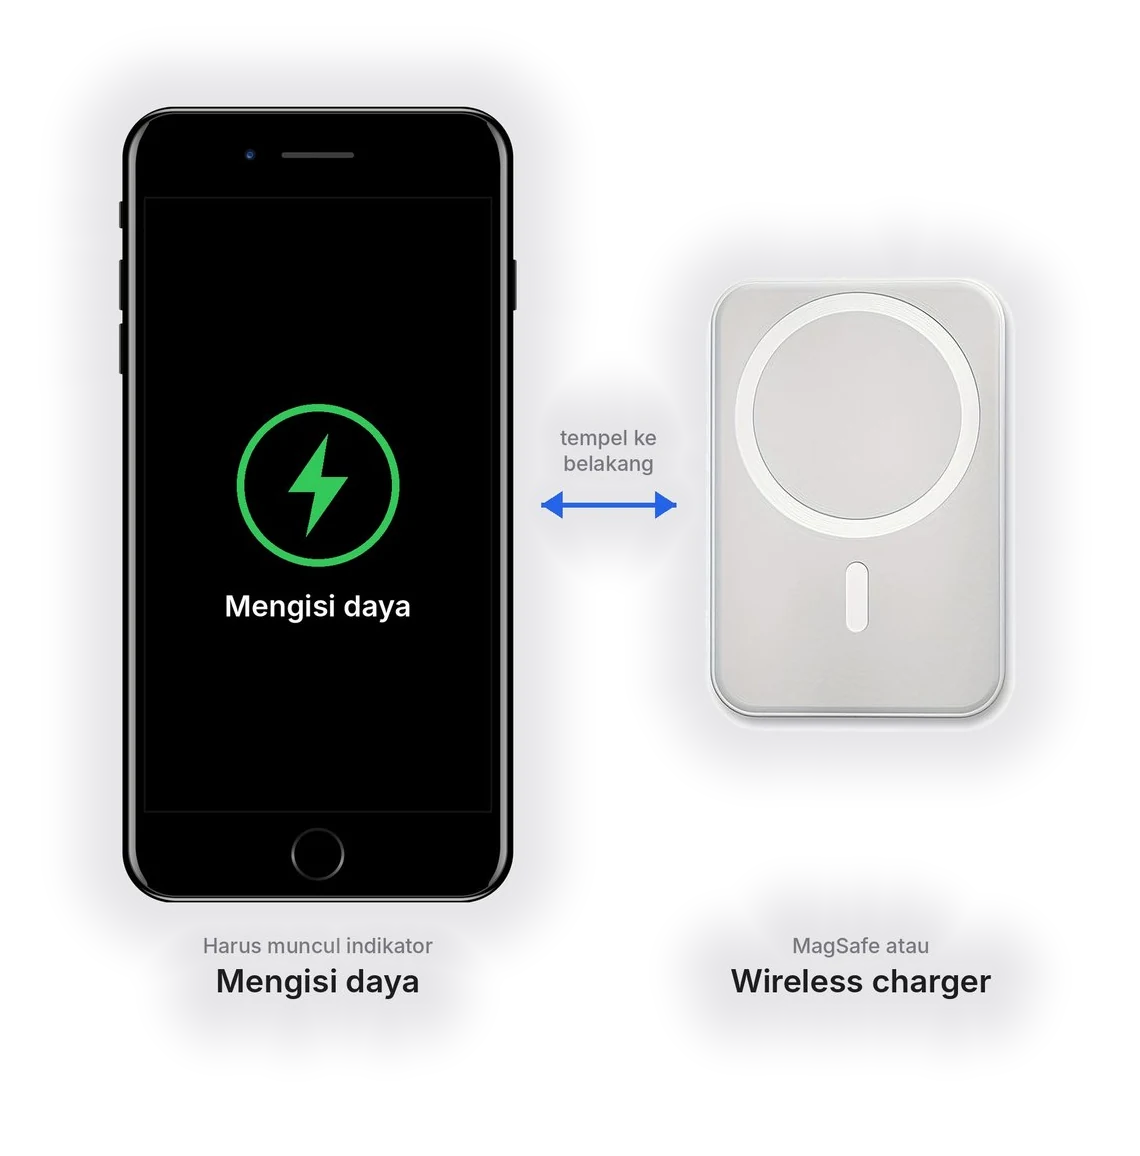 tempel ke
belakang
Mengisi daya
Harus muncul indikator
Mengisi daya
MagSafe atau
Wireless charger